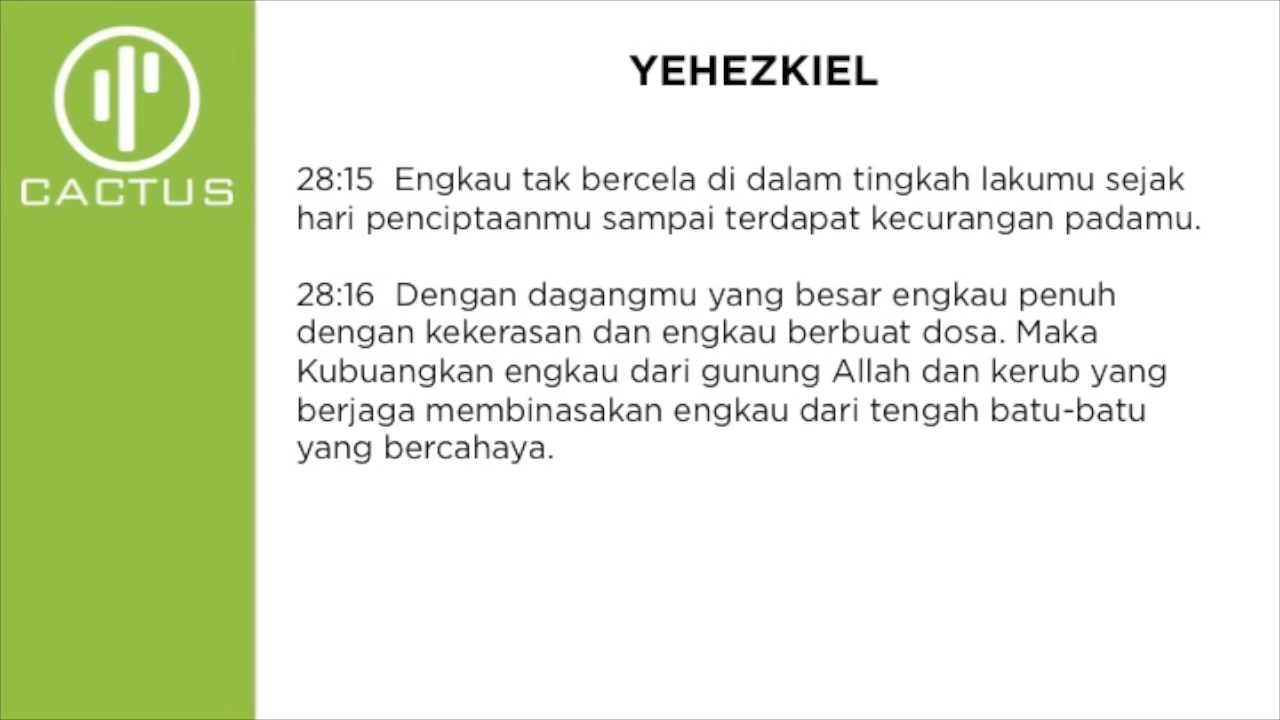 CACTUS
YEHEZKIEL
28:15 Engkau tak bercela di dalam tingkah lakumu sejak
hari penciptaanmu sampai terdapat kecurangan padamu.
28:16 Dengan dagangmu yang besar engkau penuh
dengan kekerasan dan engkau berbuat dosa. Maka
Kubuangkan engkau dari gunung Allah dan kerub yang
berjaga membinasakan engkau dari tengah batu-batu
yang bercahaya.